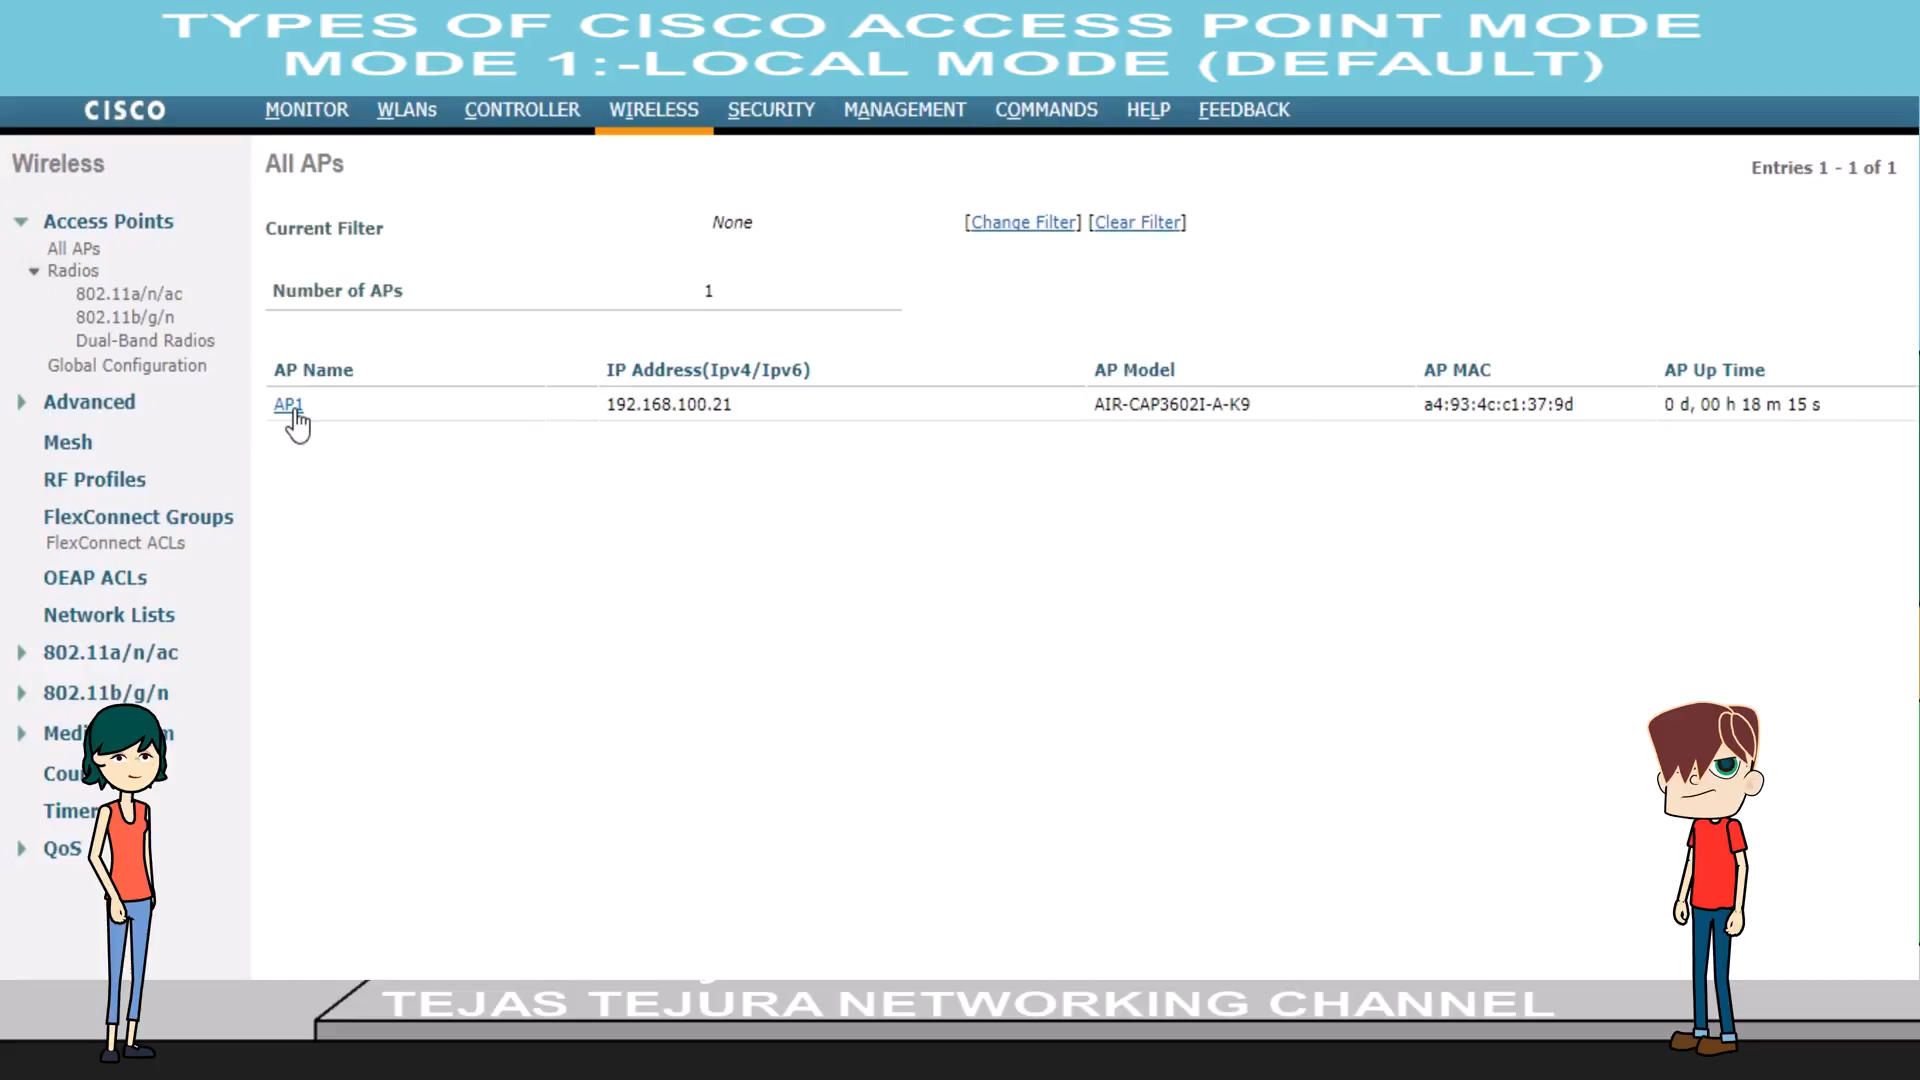 TYPES OF CISCO ACCESS POINT MODE
MODE 1:-LOCAL MODE (DEFAULT)
CISCO
MONITOR WLANs CONTROLLER WIRELESS SECURITY MANAGEMENT COMMANDS HELP FEEDBACK
Wireless
Access Points
All APs
Radios
802.11a/n/ac
802.11b/g/n
Dual-Band Radios
Global Configuration
Advanced
Mesh
RF Profiles
FlexConnect Groups
FlexConnect ACLs
OEAP ACLs
Network Lists
802.11a/n/ac
802.11b/g/n
QoS
All APs
Entries 1 - 1 of 1
Current Filter None [Change Filter] [Clear Filter]
Number of APs 1
AP Name IP Address(Ipv4/Ipv6) AP Model AP MAC AP Up Time
AP1 192.168.100.21 AIR-CAP3602I-A-K9 a4:93:4c:c1:37:9d 0 d, 00 h 18 m 15 s
TEJAS TEJURA NETWORKING CHANNEL